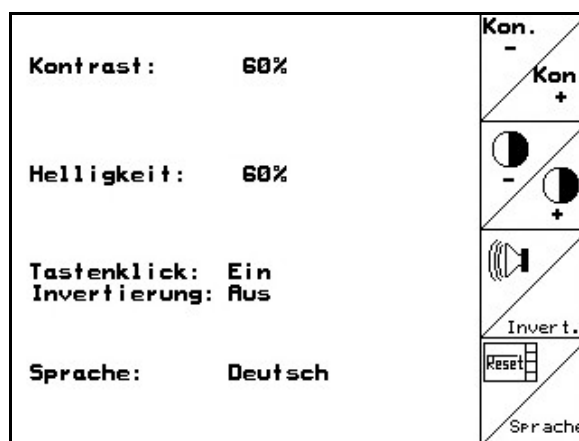 Kontrast: 60%
Helligkeit: 60%
Tastenklick: Ein
Invertierung: Aus
Sprache: Deutsch
Kon.
-
Kon
+
-
+
Invert.
Reset
Sprache